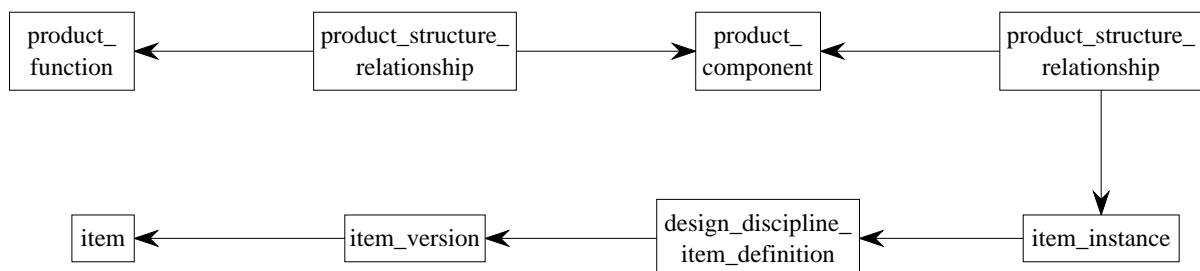 product_
function
product_structure_
relationship
product_
component
product_structure_
relationship
item
item_version
design_discipline_
item_definition
item_instance